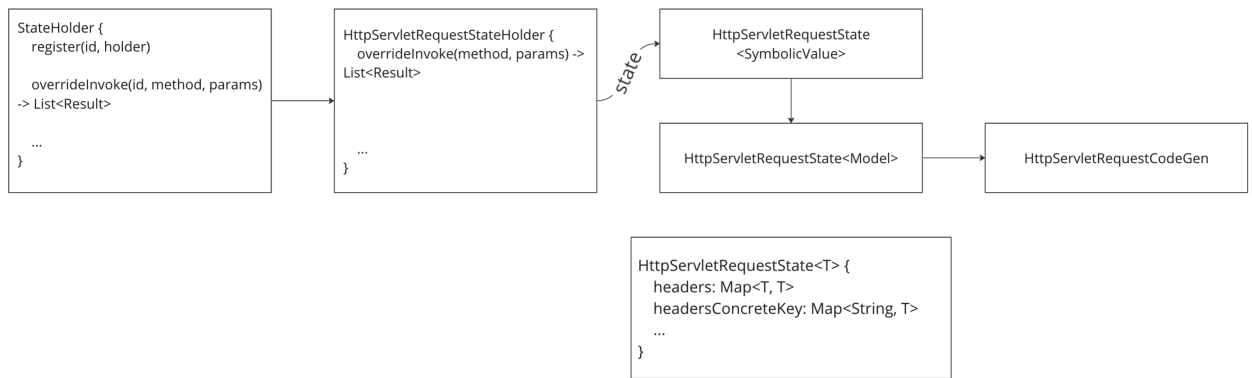 StateHolder {
register(id, holder)
overrideInvoke(id, method, params)
-> List<Result>
...
}
HttpServletRequestStateHolder {
overrideInvoke(method, params) ->
List<Result>
...
}
state
HttpServletRequestState
<SymbolicValue>
HttpServletRequestState<Model>
HttpServletRequestCodeGen
HttpServletRequestState<T> {
headers: Map<T, T>
headersConcreteKey: Map<String, T>
...
}